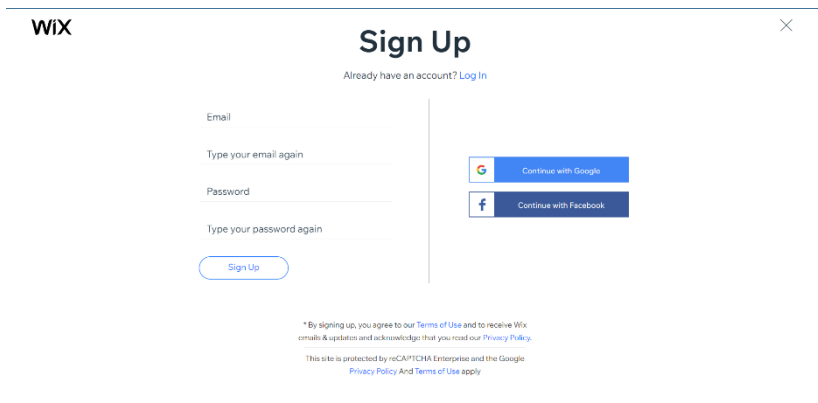 WiX
Sign Up
Already have an account? Log In
Email
Type your email again
Password
Type your password again
Sign Up
G
Continue with Google
f
Continue with Facebook
* By signing up, you agree to our Terms of Use and to receive Wix
emails & updates and acknowledge that you read our Privacy Policy.
This site is protected by reCAPTCHA Enterprise and the Google
Privacy Policy And Terms of Use apply